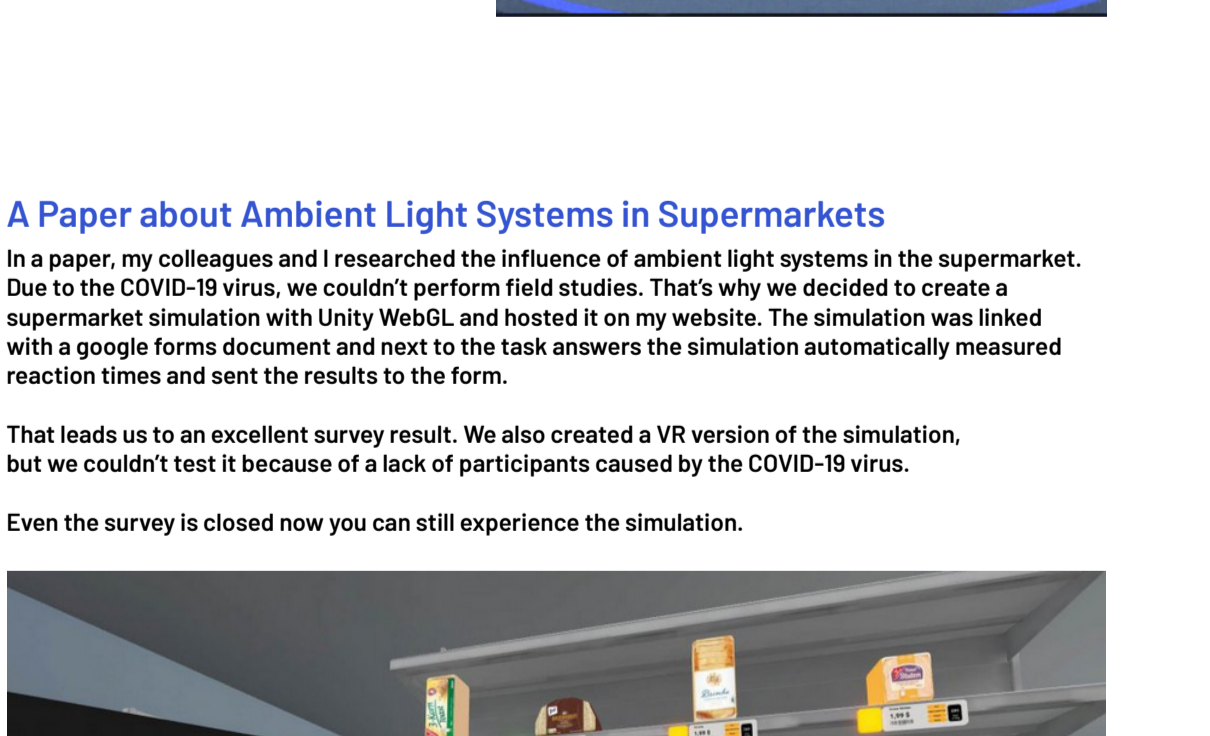 A Paper about Ambient Light Systems in Supermarkets
In a paper, my colleagues and I researched the influence of ambient light systems in the supermarket.
Due to the COVID-19 virus, we couldn’t perform field studies. That’s why we decided to create a
supermarket simulation with Unity WebGL and hosted it on my website. The simulation was linked
with a google forms document and next to the task answers the simulation automatically measured
reaction times and sent the results to the form.
That leads us to an excellent survey result. We also created a VR version of the simulation,
but we couldn’t test it because of a lack of participants caused by the COVID-19 virus.
Even the survey is closed now you can still experience the simulation.
1,99 $
1,99 $